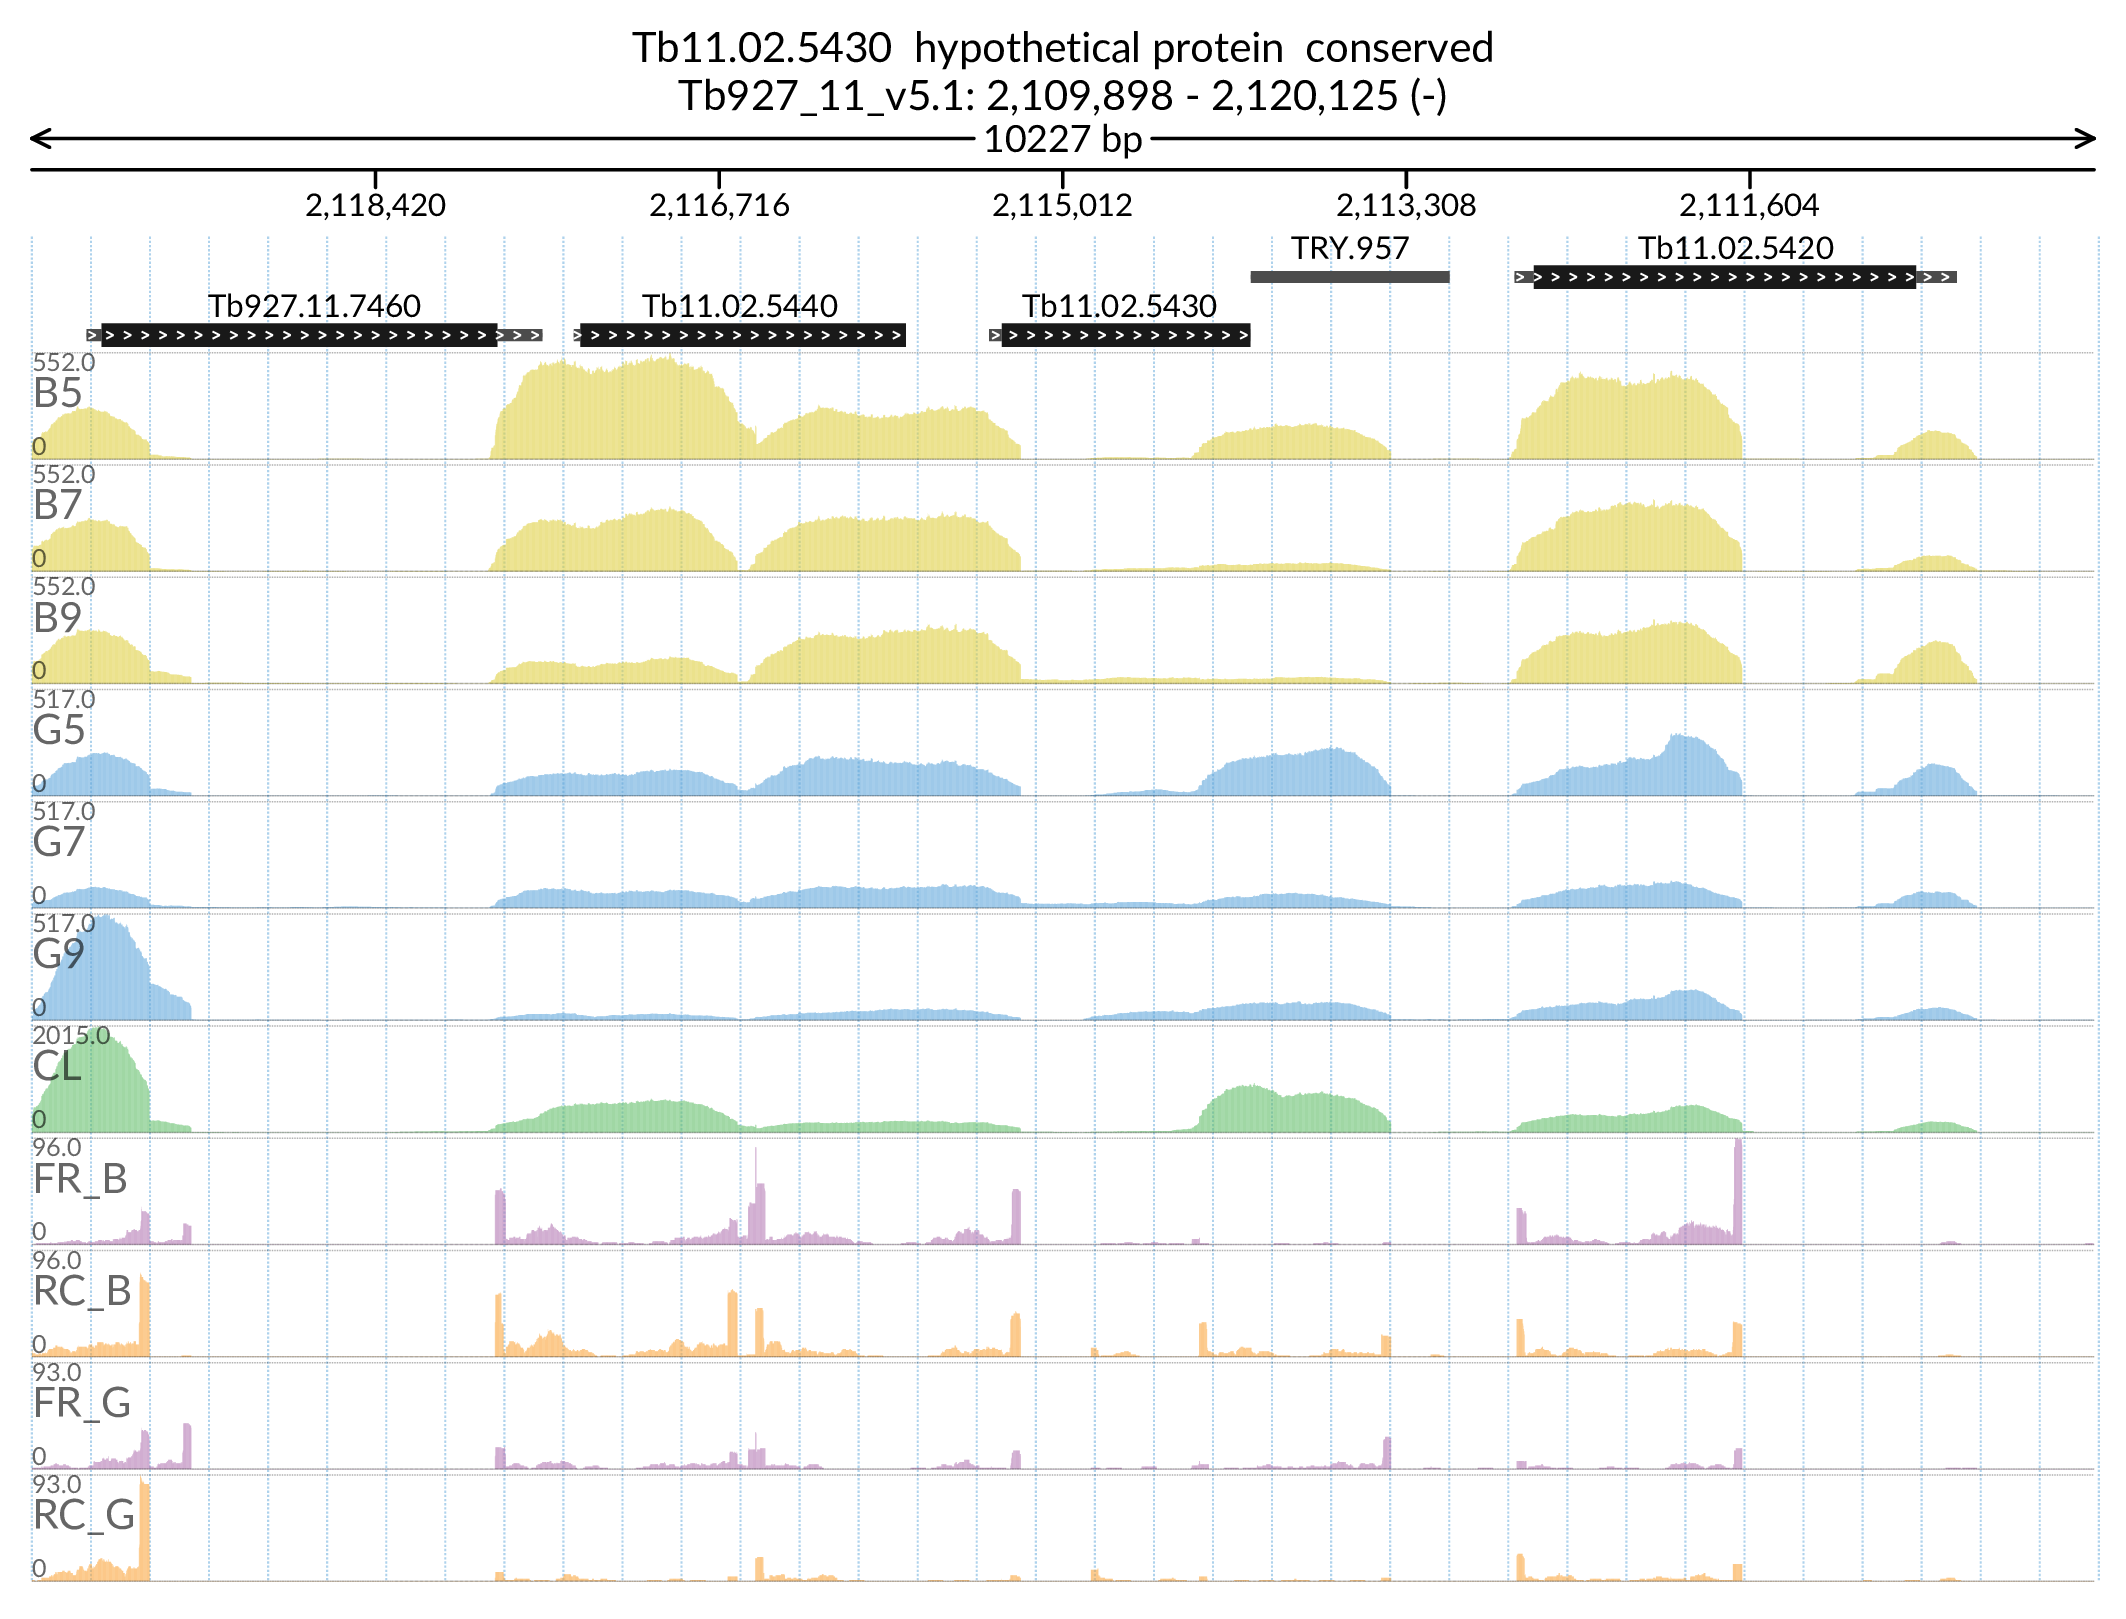 Tb11.02.5430  hypothetical protein  conserved
Tb927_11_v5.1: 2,109,898 - 2,120,125 (-)
10227 bp
2,118,420 2,116,716 2,115,012 2,113,308 2,111,604
TRY.957 Tb11.02.5420
Tb927.11.7460 Tb11.02.5440 Tb11.02.5430
552.0
B5
0
552.0
B7
0
552.0
B9
0
517.0
G5
0
517.0
G7
0
517.0
G9
0
2015.0
CL
0
96.0
FR_B
0
96.0
RC_B
0
93.0
FR_G
0
93.0
RC_G
0